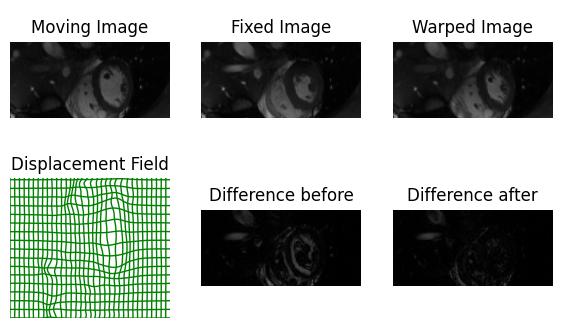 Moving Image
Fixed Image
Warped Image
Displacement Field
Difference before
Difference after